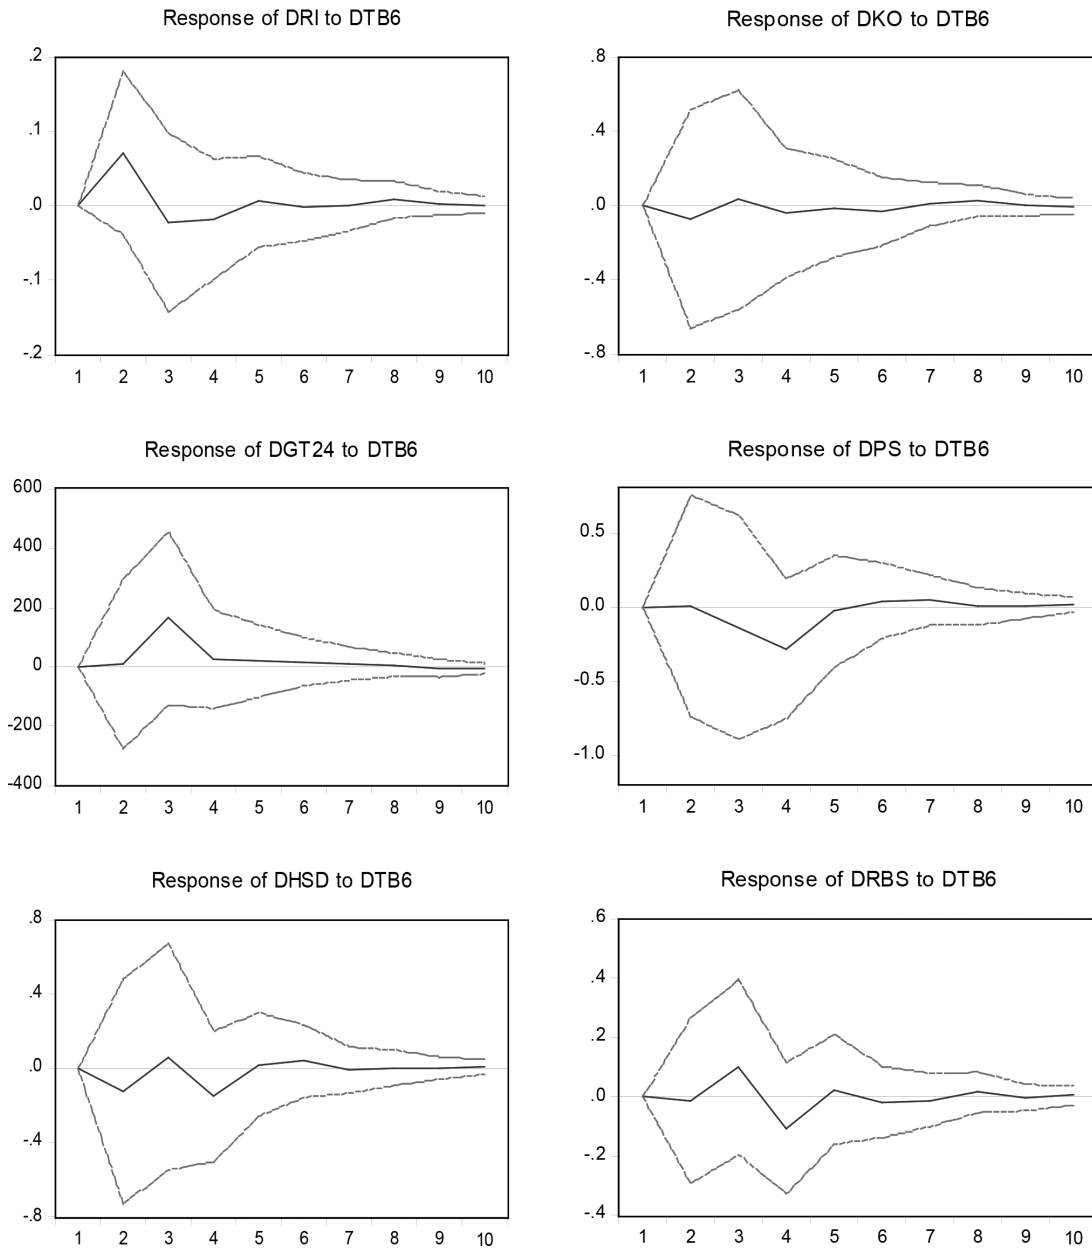 Response of DRI to DTB6
.2
.1
.0
-.1
-.2
1 2 3 4 5 6 7 8 9 10
Response of DKO to DTB6
.8
.4
.0
-.4
-.8
1 2 3 4 5 6 7 8 9 10
Response of DGT24 to DTB6
600
400
200
0
-200
-400
1 2 3 4 5 6 7 8 9 10
Response of DPS to DTB6
0.5
0.0
-0.5
-1.0
1 2 3 4 5 6 7 8 9 10
Response of DHSD to DTB6
.8
.4
.0
-.4
-.8
1 2 3 4 5 6 7 8 9 10
Response of DRBS to DTB6
.6
.4
.2
.0
-.2
-.4
1 2 3 4 5 6 7 8 9 10